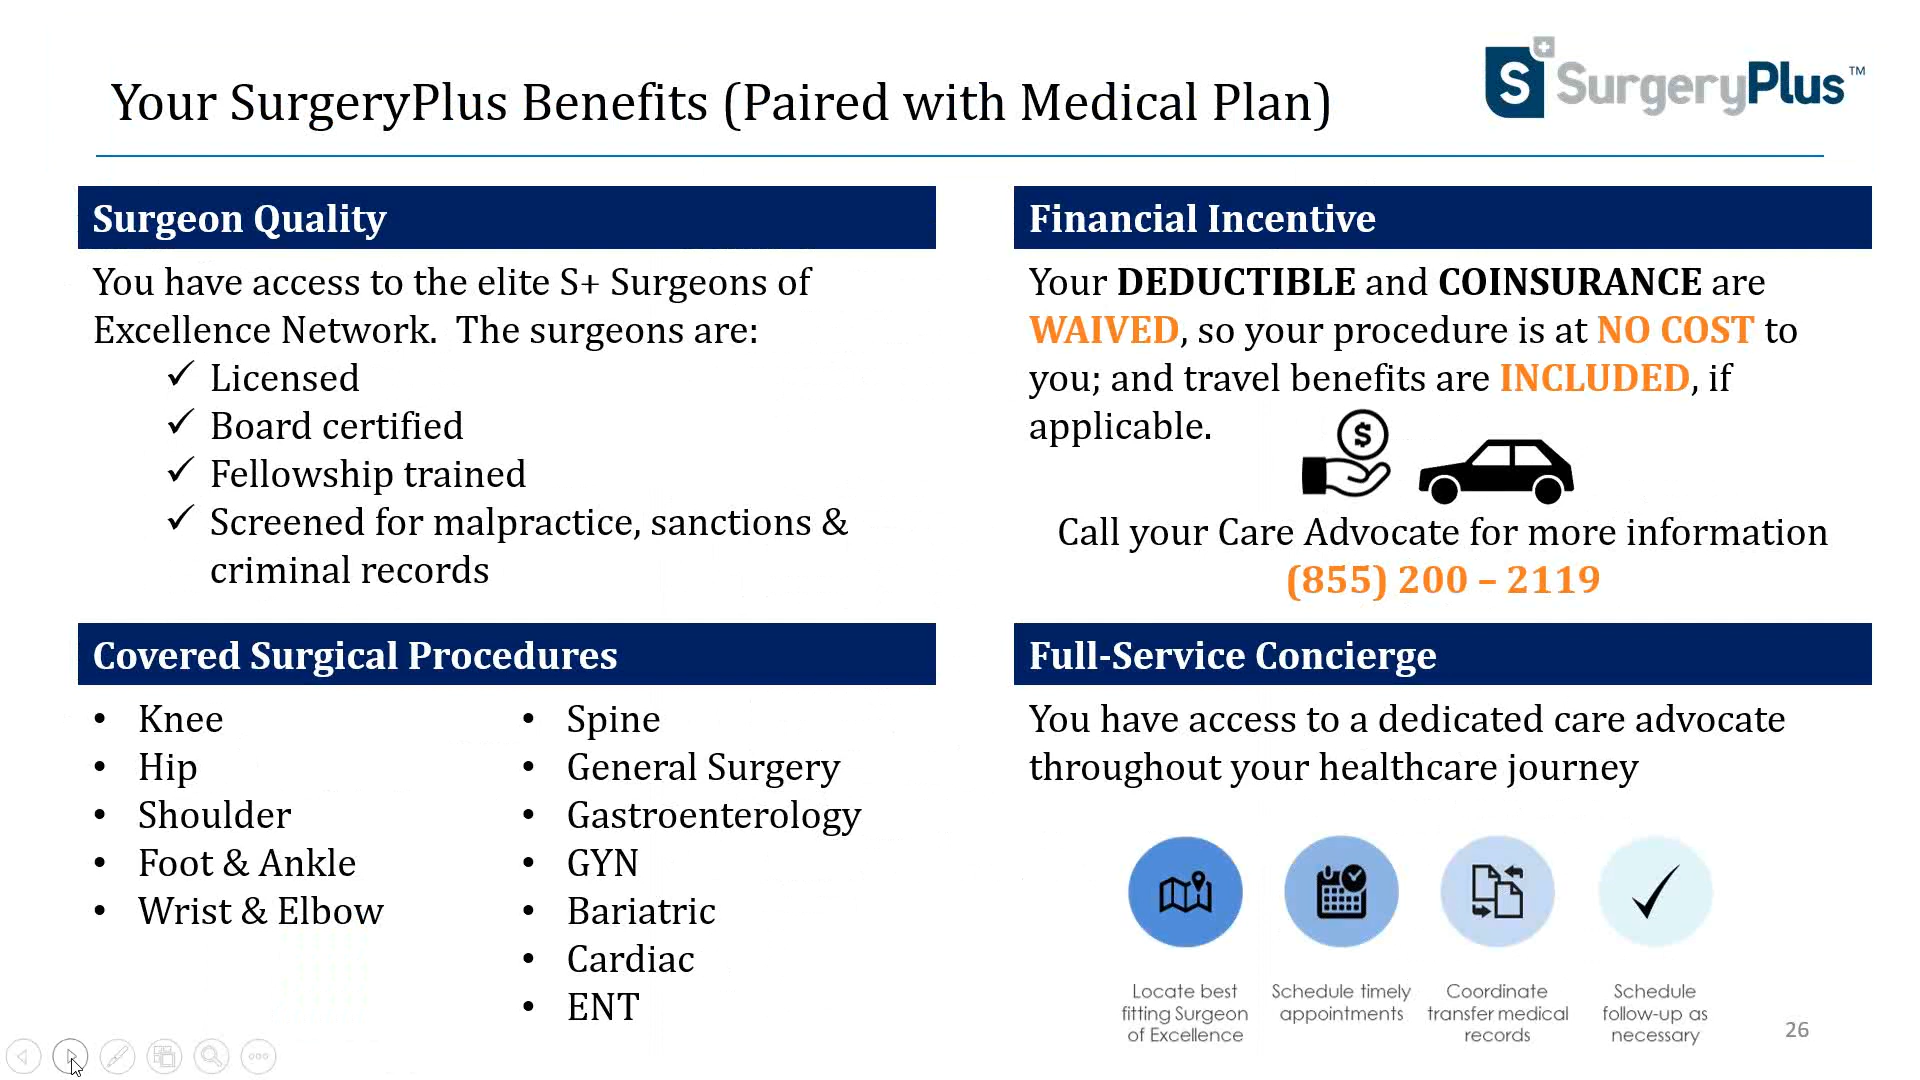 SurgeryPlus™
Your SurgeryPlus Benefits (Paired with Medical Plan)
Surgeon Quality
You have access to the elite S+ Surgeons of
Excellence Network.  The surgeons are:
✓ Licensed
✓ Board certified
✓ Fellowship trained
✓ Screened for malpractice, sanctions &
criminal records
Financial Incentive
Your DEDUCTIBLE and COINSURANCE are
WAIVED, so your procedure is at NO COST to
you; and travel benefits are INCLUDED, if
applicable.
$
Call your Care Advocate for more information
(855) 200 – 2119
Covered Surgical Procedures
• Knee
• Hip
• Shoulder
• Foot & Ankle
• Wrist & Elbow
• Spine
• General Surgery
• Gastroenterology
• GYN
• Bariatric
• Cardiac
• ENT
Full-Service Concierge
You have access to a dedicated care advocate
throughout your healthcare journey
Locate best
fitting Surgeon
of Excellence
Schedule timely
appointments
Coordinate
transfer medical
records
Schedule
follow-up as
necessary
26